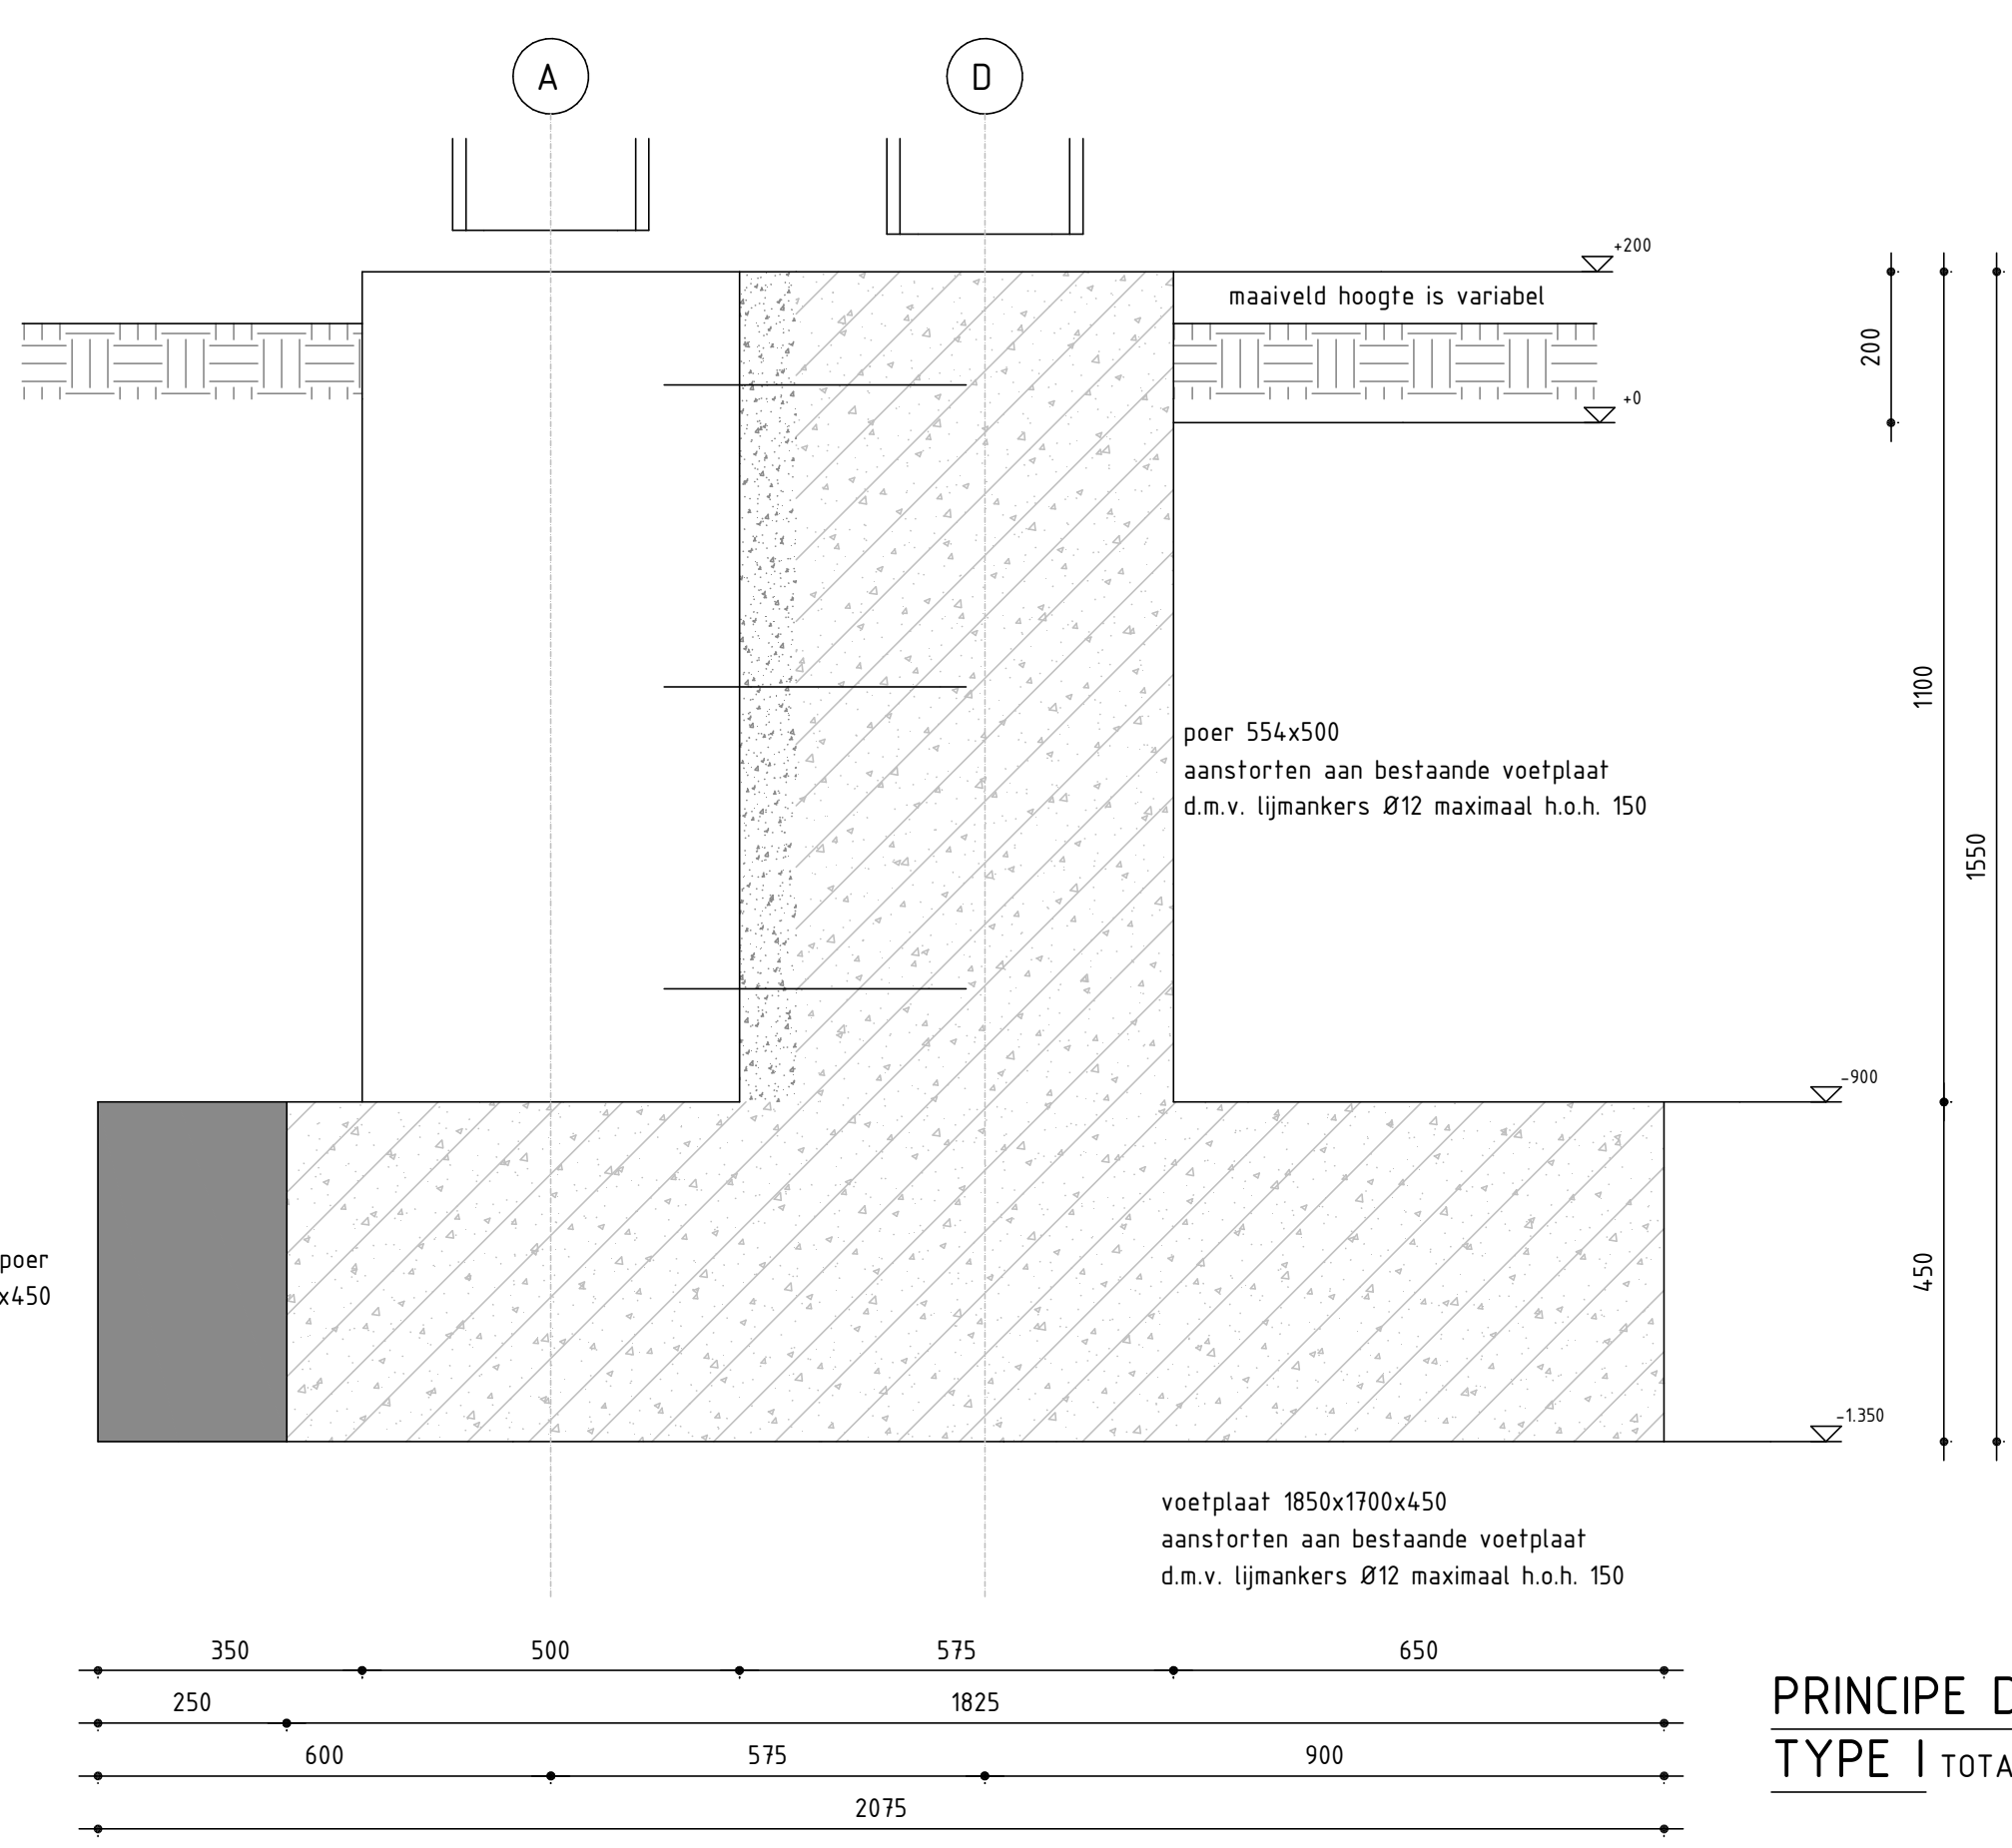 A
D
+200
maaiveld hoogte is variabel
+0
200
1100
1550
poer 554x500
aanstorten aan bestaande voetplaat
d.m.v. lijmankers Ø12 maximaal h.o.h. 150
-900
poer
x450
450
-1.350
voetplaat 1850x1700x450
aanstorten aan bestaande voetplaat
d.m.v. lijmankers Ø12 maximaal h.o.h. 150
350 500 575 650
250 1825
600 575 900
2075
PRINCIPE D
TYPE I TOTA